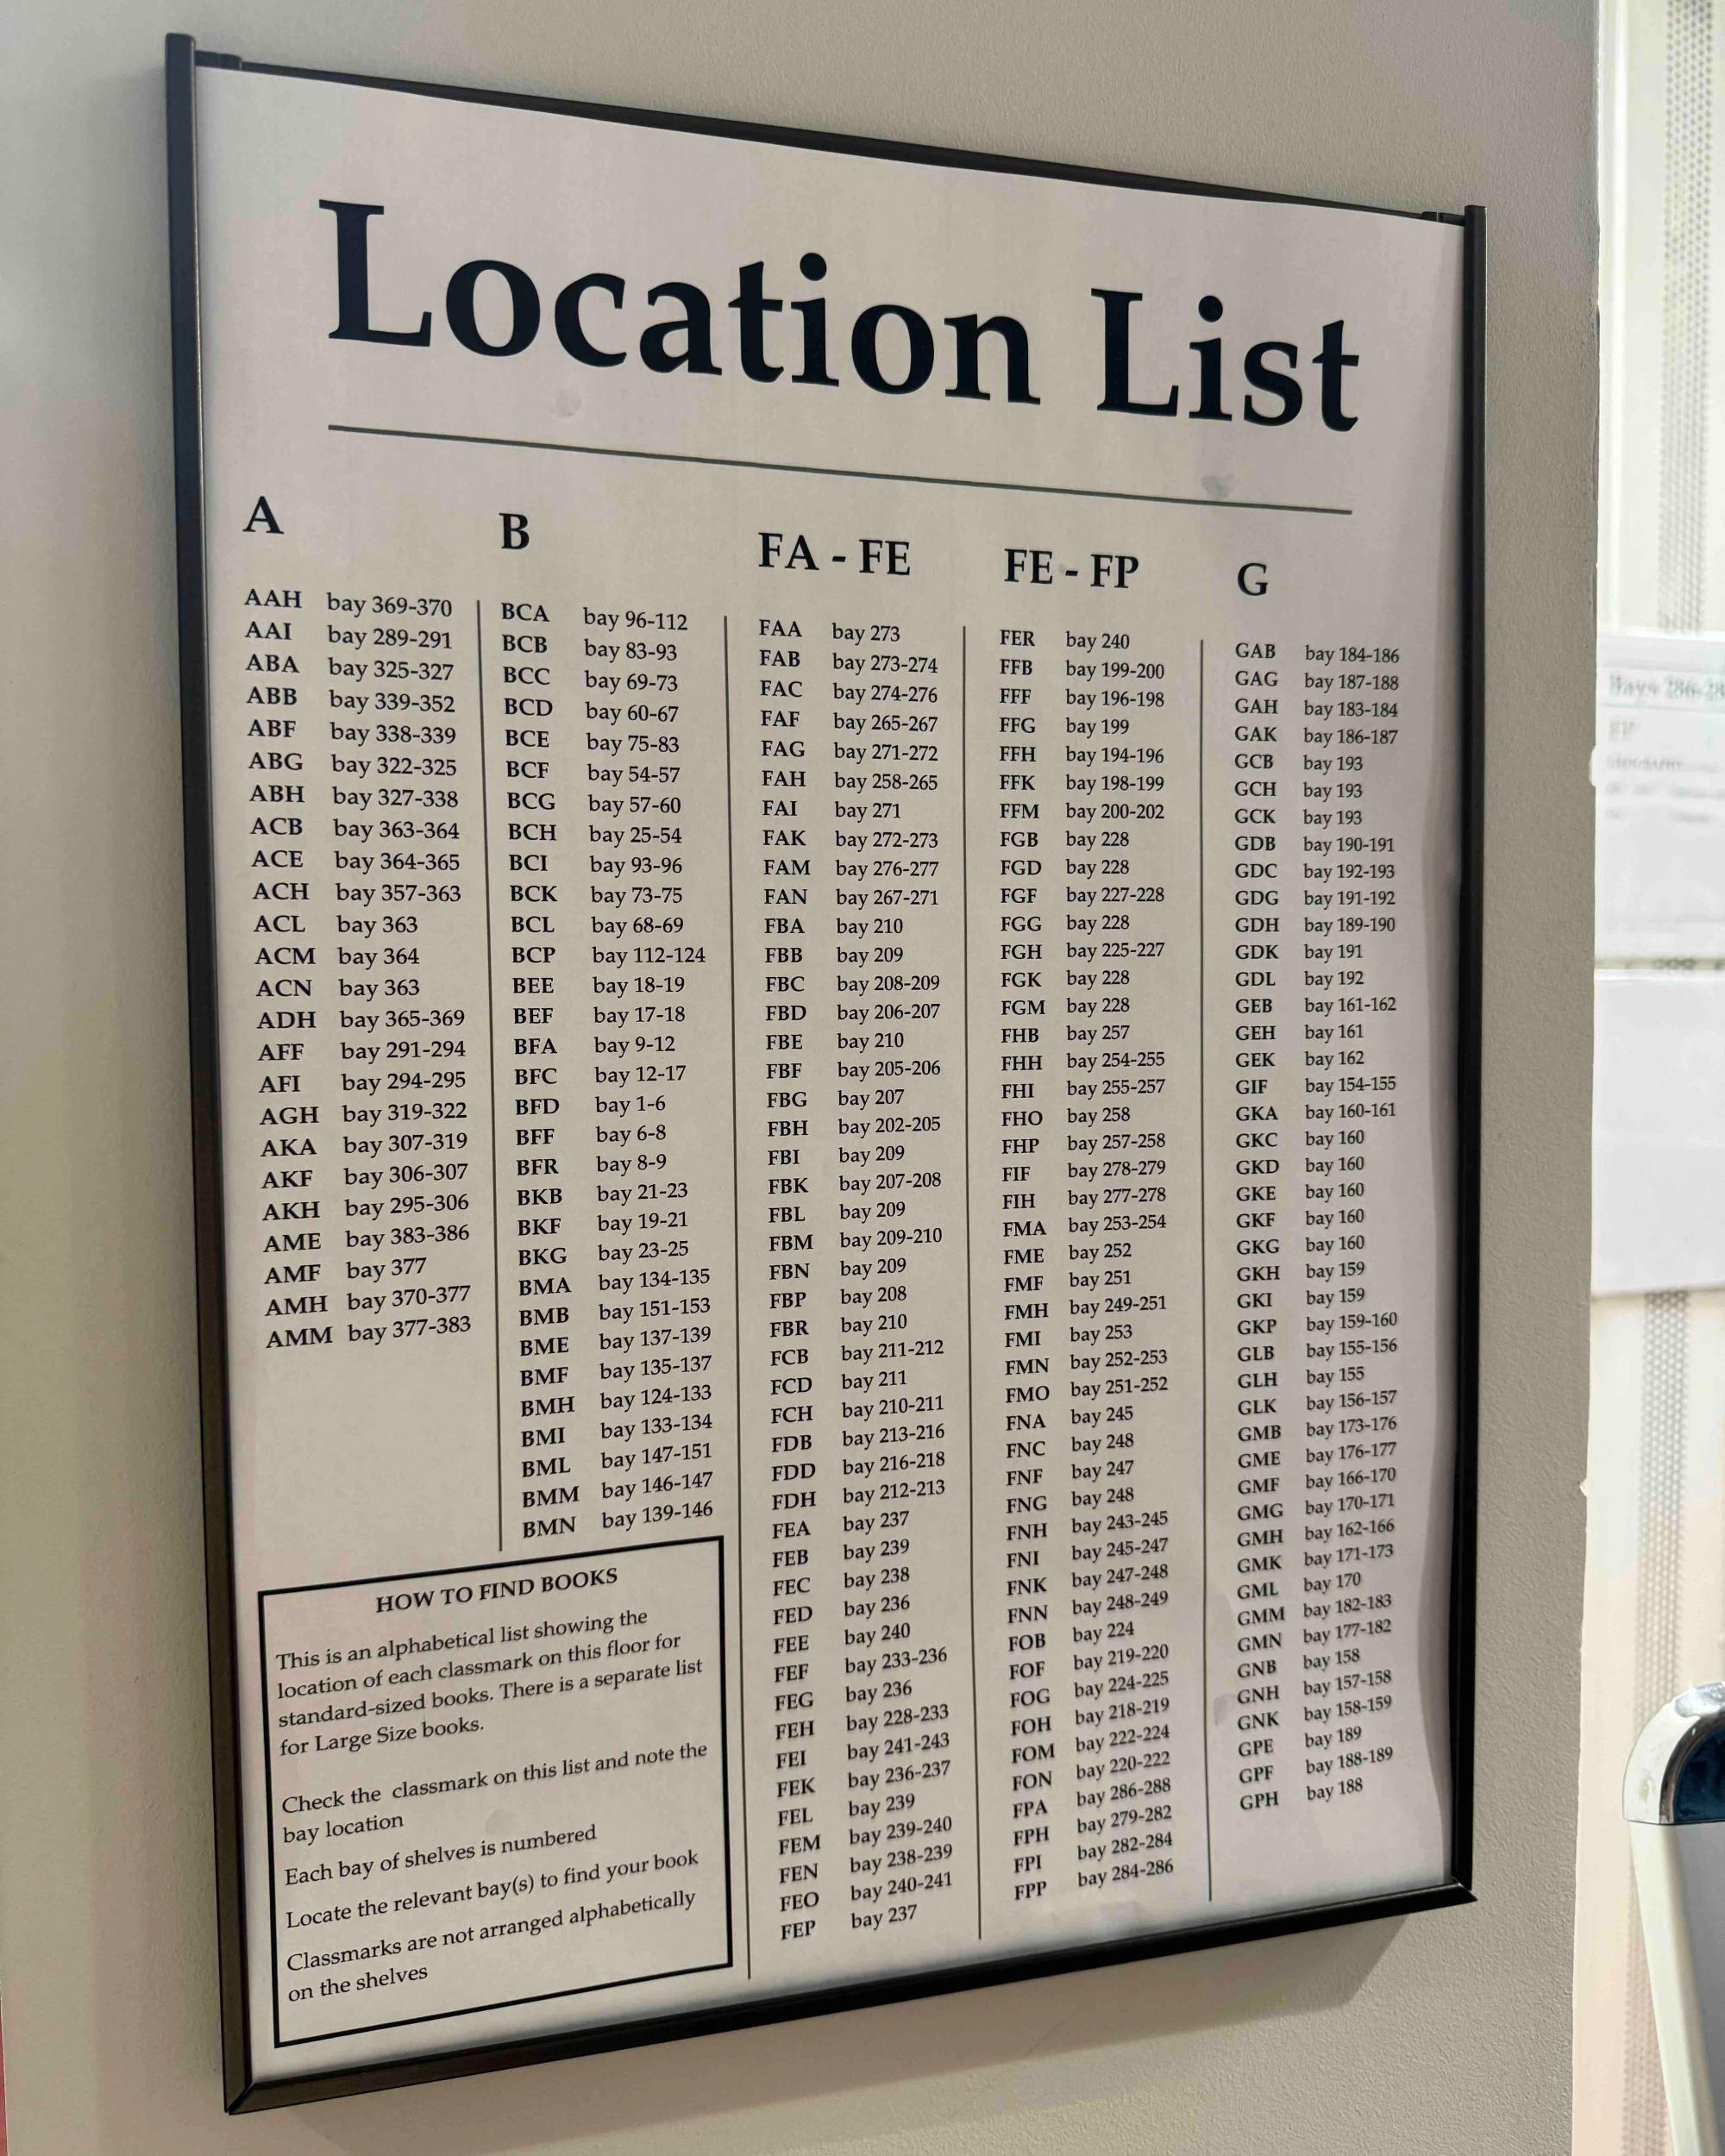 Location List
A
AAH bay 369-370
AAI bay 289-291
ABA bay 325-327
ABB bay 339-352
ABF bay 338-339
ABG bay 322-325
ABH bay 327-338
ACB bay 363-364
ACE bay 364-365
ACH bay 357-363
ACL bay 363
ACM bay 364
ACN bay 363
ADH bay 365-369
AFF bay 291-294
AFI bay 294-295
AGH bay 319-322
AKA bay 307-319
AKF bay 306-307
AKH bay 295-306
AME bay 383-386
AMF bay 377
AMH bay 370-377
AMM bay 377-383
B
BCA bay 96-112
BCB bay 83-93
BCC bay 69-73
BCD bay 60-67
BCE bay 75-83
BCF bay 54-57
BCG bay 57-60
BCH bay 25-54
BCI bay 93-96
BCK bay 73-75
BCL bay 68-69
BCP bay 112-124
BEE bay 18-19
BEF bay 17-18
BFA bay 9-12
BFC bay 12-17
BFD bay 1-6
BFF bay 6-8
BFR bay 8-9
BKB bay 21-23
BKF bay 19-21
BKG bay 23-25
BMA bay 134-135
BMB bay 151-153
BME bay 137-139
BMF bay 135-137
BMH bay 124-133
BMI bay 133-134
BML bay 147-151
BMM bay 146-147
BMN bay 139-146
HOW TO FIND BOOKS
This is an alphabetical list showing the
location of each classmark on this floor for
standard-sized books. There is a separate list
for Large Size books.
Check the classmark on this list and note the
bay location
Each bay of shelves is numbered
Locate the relevant bay(s) to find your book
Classmarks are not arranged alphabetically
on the shelves
FA - FE
FAA bay 273
FAB bay 273-274
FAC bay 274-276
FAF bay 265-267
FAG bay 271-272
FAH bay 258-265
FAI bay 271
FAK bay 272-273
FAM bay 276-277
FAN bay 267-271
FBA bay 210
FBB bay 209
FBC bay 208-209
FBD bay 206-207
FBE bay 210
FBF bay 205-206
FBG bay 207
FBH bay 202-205
FBI bay 209
FBK bay 207-208
FBL bay 209
FBM bay 209-210
FBN bay 209
FBP bay 208
FBR bay 210
FCB bay 211-212
FCD bay 211
FCH bay 210-211
FDB bay 213-216
FDD bay 216-218
FDH bay 212-213
FEA bay 237
FEB bay 239
FEC bay 238
FED bay 236
FEE bay 240
FEF bay 233-236
FEG bay 236
FEH bay 228-233
FEI bay 241-243
FEK bay 236-237
FEL bay 239
FEM bay 239-240
FEN bay 238-239
FEO bay 240-241
FEP bay 237
FE - FP
FER bay 240
FFB bay 199-200
FFF bay 196-198
FFG bay 199
FFH bay 194-196
FFK bay 198-199
FFM bay 200-202
FGB bay 228
FGD bay 228
FGF bay 227-228
FGG bay 228
FGH bay 225-227
FGK bay 228
FGM bay 228
FHB bay 257
FHH bay 254-255
FHI bay 255-257
FHO bay 258
FHP bay 257-258
FIF bay 278-279
FIH bay 277-278
FMA bay 253-254
FME bay 252
FMF bay 251
FMH bay 249-251
FMI bay 253
FMN bay 252-253
FMO bay 251-252
FNA bay 245
FNC bay 248
FNF bay 247
FNG bay 248
FNH bay 243-245
FNI bay 245-247
FNK bay 247-248
FNN bay 248-249
FOB bay 224
FOF bay 219-220
FOG bay 224-225
FOH bay 218-219
FOM bay 222-224
FON bay 220-222
FPA bay 286-288
FPH bay 279-282
FPI bay 282-284
FPP bay 284-286
G
GAB bay 184-186
GAG bay 187-188
GAH bay 183-184
GAK bay 186-187
GCB bay 193
GCH bay 193
GCK bay 193
GDB bay 190-191
GDC bay 192-193
GDG bay 191-192
GDH bay 189-190
GDK bay 191
GDL bay 192
GEB bay 161-162
GEH bay 161
GEK bay 162
GIF bay 154-155
GKA bay 160-161
GKC bay 160
GKD bay 160
GKE bay 160
GKF bay 160
GKG bay 160
GKH bay 159
GKI bay 159
GKP bay 159-160
GLB bay 155-156
GLH bay 155
GLK bay 156-157
GMB bay 173-176
GME bay 176-177
GMF bay 166-170
GMG bay 170-171
GMH bay 162-166
GMK bay 171-173
GML bay 170
GMM bay 182-183
GMN bay 177-182
GNB bay 158
GNH bay 157-158
GNK bay 158-159
GPE bay 189
GPF bay 188-189
GPH bay 188
Bays